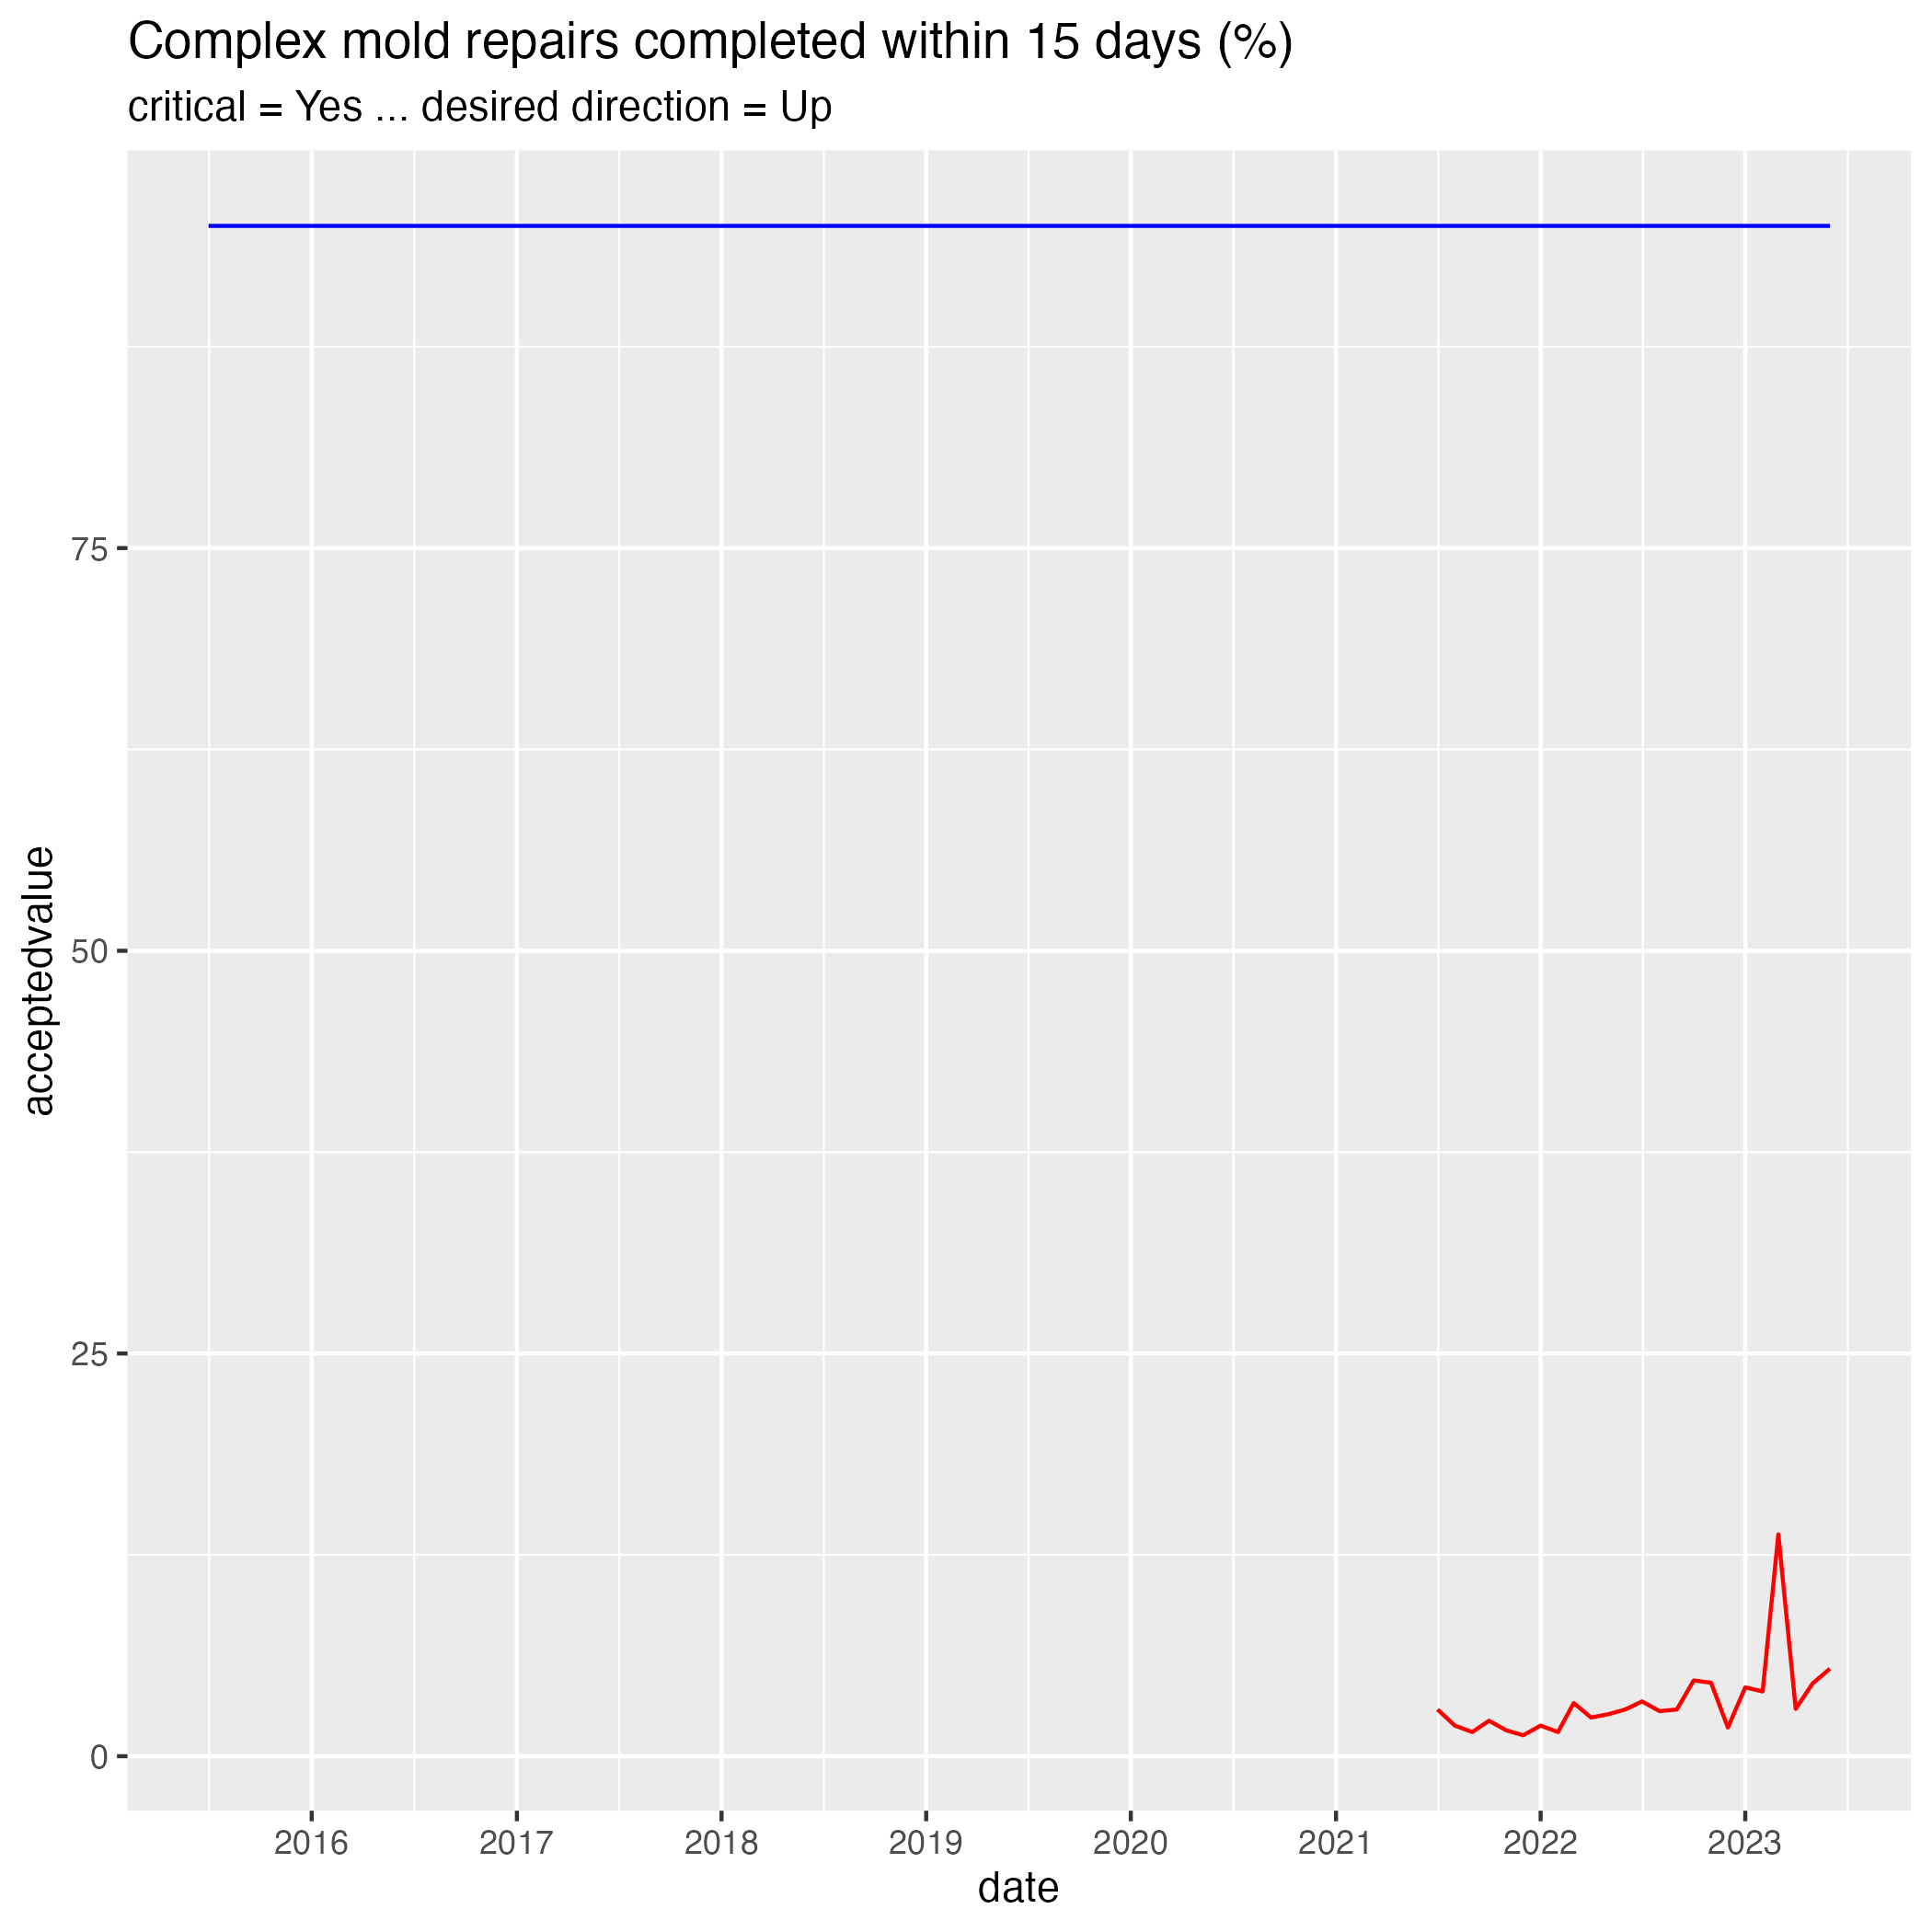 Complex mold repairs completed within 15 days (%)
critical = Yes ... desired direction = Up
acceptedvalue
75
50
25
0
2016 2017 2018 2019 2020 2021 2022 2023
date